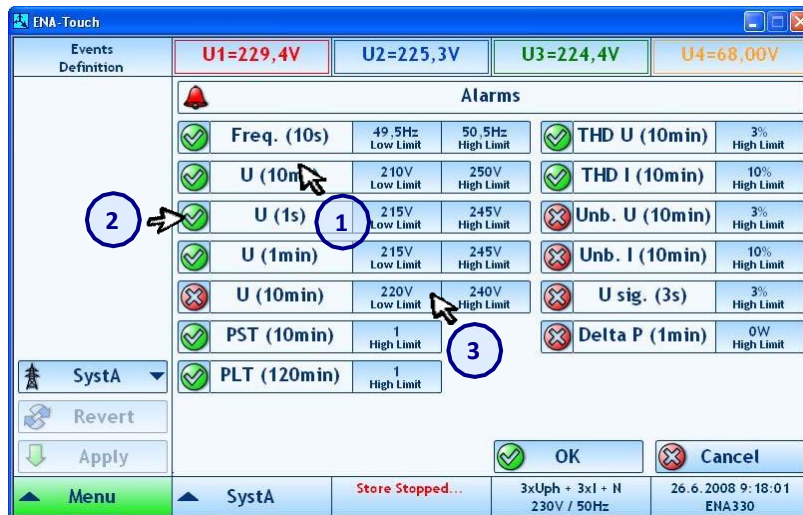 ENA-Touch
Events
Definition
U1=229,4V
U2=225,3V
U3=224,4V
U4=68,00V
Alarms
Freq. (10s)
49,5Hz
Low Limit
50,5Hz
High Limit
THD U (10min)
3%
High Limit
U (10m
210V
Low Limit
250V
High Limit
THD I (10min)
10%
High Limit
2
1
U (1s)
215V
Low Limit
245V
High Limit
Unb. U (10min)
3%
High Limit
U (1min)
215V
Low Limit
245V
High Limit
Unb. I (10min)
10%
High Limit
U (10min)
220V
Low Limit
240V
High Limit
U sig. (3s)
3%
High Limit
3
PST (10min)
1
High Limit
Delta P (1min)
0W
High Limit
SystA
PLT (120min)
1
High Limit
Revert
Apply
OK
Cancel
Menu
SystA
Store Stopped...
3xUph + 3xI + N
230V / 50Hz
26.6.2008 9:18:01
ENA330